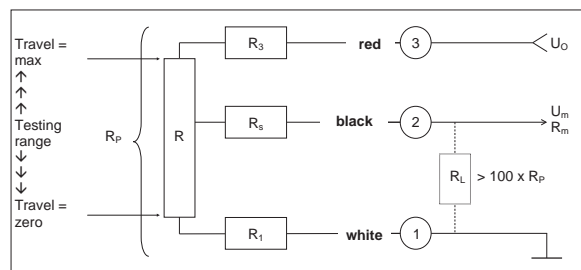 Travel =
max
↑
↑
↑
Testing
range
↓
↓
↓
Travel =
zero
R_P
R
R_3
red
3
U_O
R_s
black
2
U_m
R_m
R_L
> 100 x R_P
R_1
white
1